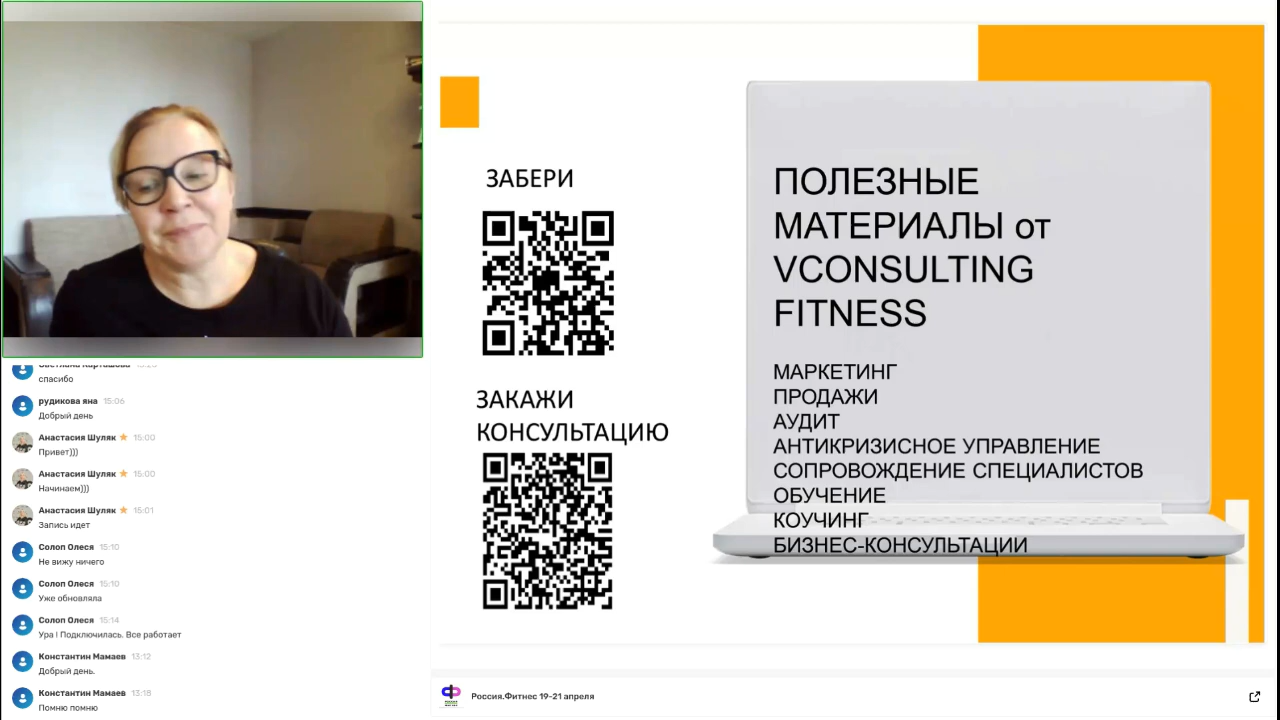 ЗАБЕРИ
ЗАКАЖИ
КОНСУЛЬТАЦИЮ
ПОЛЕЗНЫЕ
МАТЕРИАЛЫ от
VCONSULTING
FITNESS
МАРКЕТИНГ
ПРОДАЖИ
АУДИТ
АНТИКРИЗИСНОЕ УПРАВЛЕНИЕ
СОПРОВОЖДЕНИЕ СПЕЦИАЛИСТОВ
ОБУЧЕНИЕ
КОУЧИНГ
БИЗНЕС-КОНСУЛЬТАЦИИ
спасибо
рудикова яна 15:06
Добрый день
Анастасия Шуляк 15:00
Привет)))
Анастасия Шуляк 15:00
Начинаем)))
Анастасия Шуляк 15:01
Запись идет
Солоп Олеся 15:10
Не вижу ничего
Солоп Олеся 15:10
Уже обновляла
Солоп Олеся 15:14
Ура ! Подключилась. Все работает
Константин Мамаев 13:12
Добрый день.
Константин Мамаев 13:18
Помню помню
Россия.Фитнес 19-21 апреля